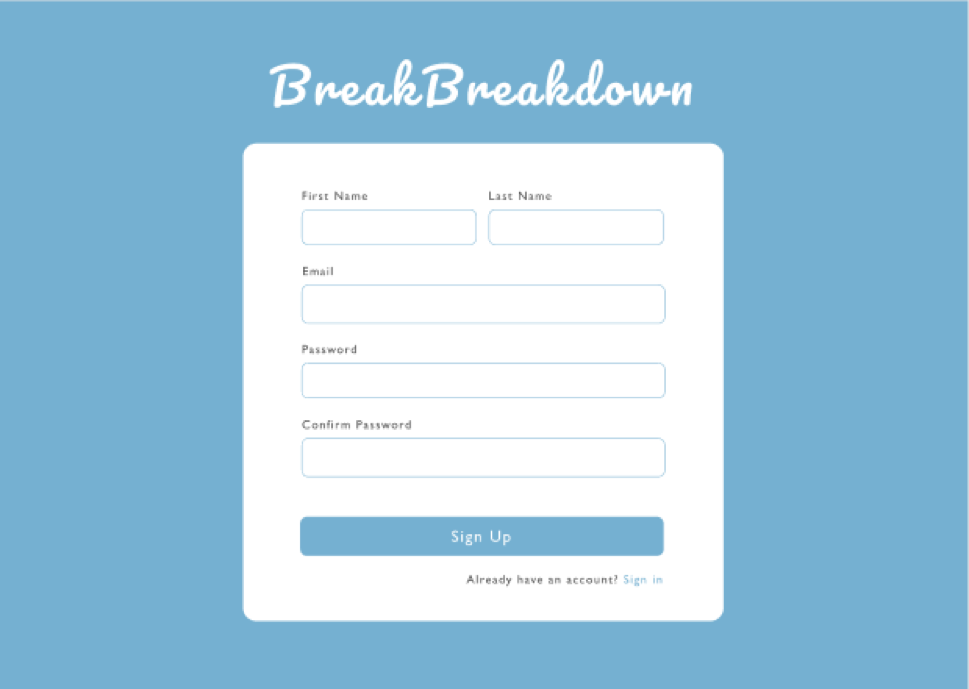 BreakBreakdown
First Name Last Name
Email
Password
Confirm Password
Sign Up
Already have an account? Sign in